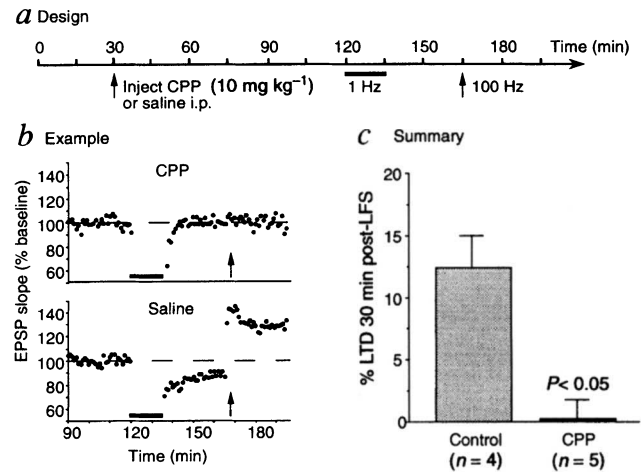 a Design
0 30 60 90 120 150 180 Time (min)
Inject CPP (10 mg kg⁻¹)
or saline i.p.
1 Hz
100 Hz
b Example
EPSP slope (% baseline)
CPP
140
120
100
80
60
Saline
140
120
100
80
60
90 120 150 180
Time (min)
c Summary
% LTD 30 min post-LFS
20
15
10
5
0
P< 0.05
Control
(n = 4)
CPP
(n = 5)